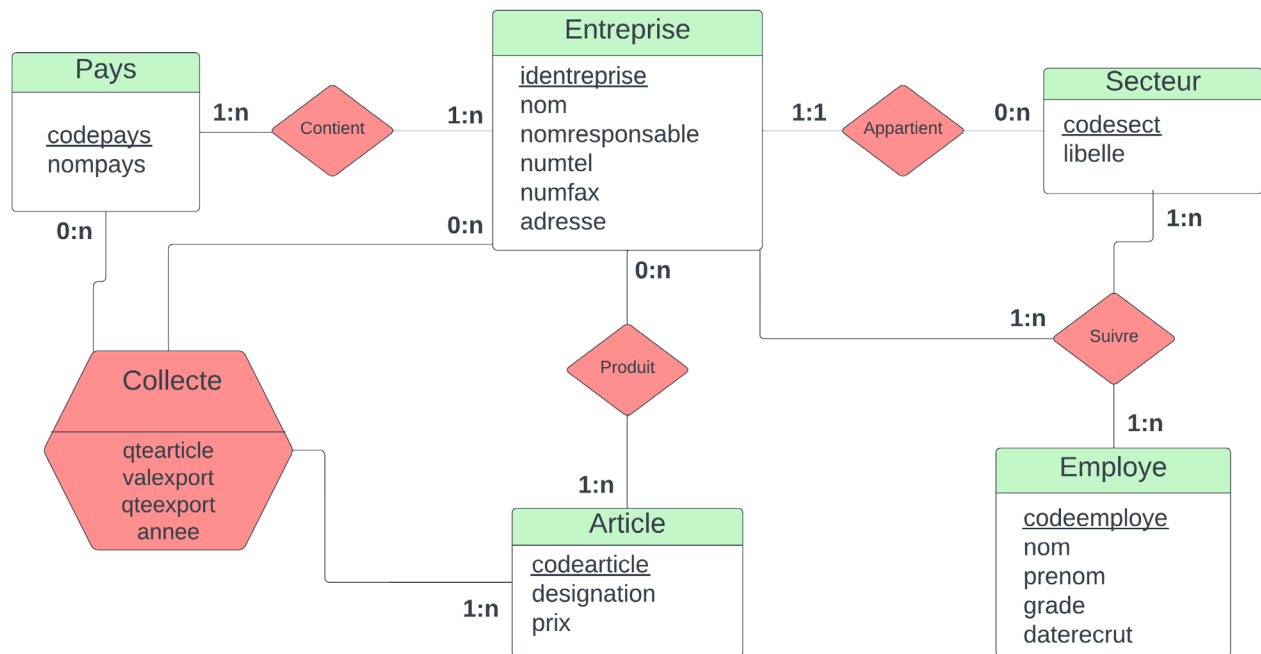 Pays
codepays
nompays
0:n
1:n
Contient
1:n
Entreprise
identreprise
nom
nomresponsable
numtel
numfax
adresse
0:n
0:n
1:1
Appartient
0:n
Secteur
codesect
libelle
1:n
1:n
Suivre
1:n
Produit
1:n
Collecte
qtearticle
valexport
qteexport
annee
1:n
Article
codearticle
designation
prix
Employe
codeemploye
nom
prenom
grade
daterecrut